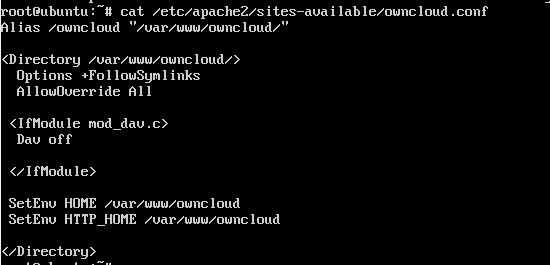 root@ubuntu:~# cat /etc/apache2/sites-available/owncloud.conf
Alias /owncloud "/var/www/owncloud/"
<Directory /var/www/owncloud/>
Options +FollowSymlinks
AllowOverride All
<IfModule mod_dav.c>
Dav off
</IfModule>
SetEnv HOME /var/www/owncloud
SetEnv HTTP_HOME /var/www/owncloud
</Directory>